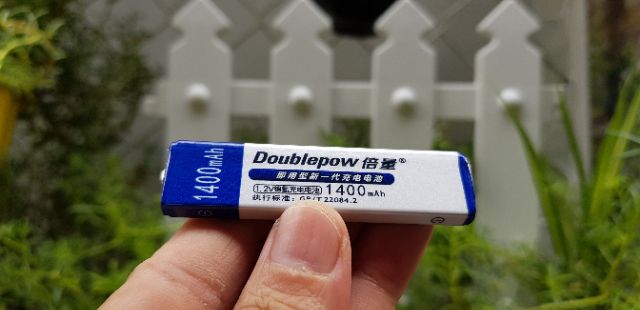 1400mAh
Doublepow 倍量®
即用型新一代充电电池
1.2V镍氢充电电池 1400mAh
执行标准: GB/T22084.2